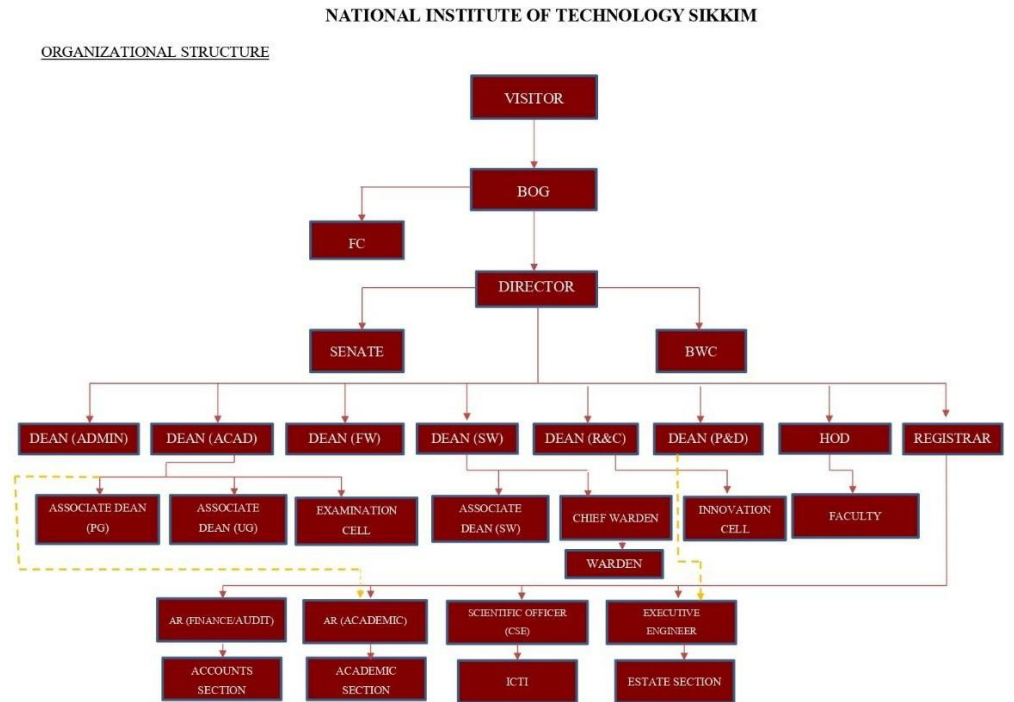 NATIONAL INSTITUTE OF TECHNOLOGY SIKKIM
ORGANIZATIONAL STRUCTURE
VISITOR
BOG
FC
DIRECTOR
SENATE
BWC
DEAN (ADMIN)
DEAN (ACAD)
DEAN (FW)
DEAN (SW)
DEAN (R&C)
DEAN (P&D)
HOD
REGISTRAR
ASSOCIATE DEAN
(PG)
ASSOCIATE
DEAN (UG)
EXAMINATION
CELL
ASSOCIATE
DEAN (SW)
CHIEF WARDEN
INNOVATION
CELL
FACULTY
WARDEN
AR (FINANCE/AUDIT)
AR (ACADEMIC)
SCIENTIFIC OFFICER
(CSE)
EXECUTIVE
ENGINEER
ACCOUNTS
SECTION
ACADEMIC
SECTION
ICTI
ESTATE SECTION